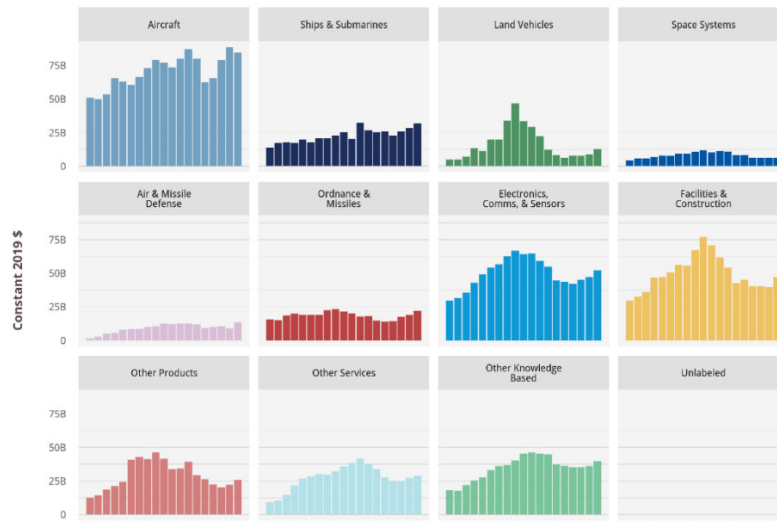 Aircraft
Ships & Submarines
Land Vehicles
Space Systems
75B
50B
25B
0
Air & Missile
Defense
Ordnance &
Missiles
Electronics,
Comms, & Sensors
Facilities &
Construction
Constant 2019 $
75B
50B
25B
0
Other Products
Other Services
Other Knowledge
Based
Unlabeled
75B
50B
25B
0